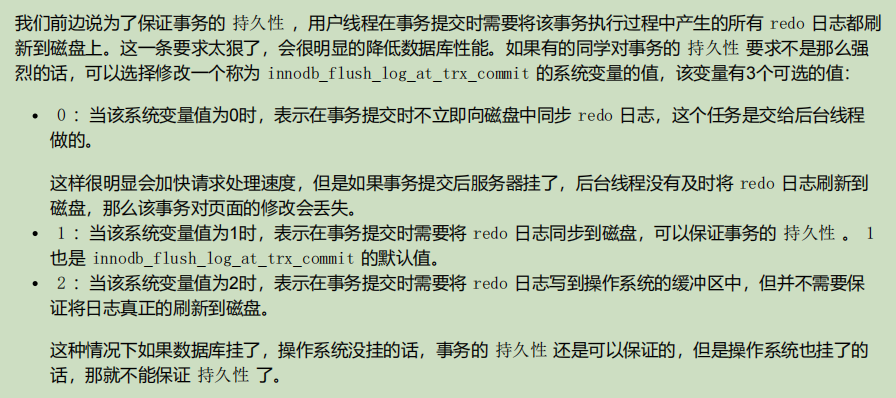 我们前边说为了保证事务的 持久性 ，用户线程在事务提交时需要将该事务执行过程中产生的所有 redo 日志都刷
新到磁盘上。这一条要求太狠了，会很明显的降低数据库性能。如果有的同学对事务的 持久性 要求不是那么强
烈的话，可以选择修改一个称为 innodb_flush_log_at_trx_commit 的系统变量的值，该变量有3个可选的值：
• 0 ：当该系统变量值为0时，表示在事务提交时不立即向磁盘中同步 redo 日志，这个任务是交给后台线程
做的。
这样很明显会加快请求处理速度，但是如果事务提交后服务器挂了，后台线程没有及时将 redo 日志刷新到
磁盘，那么该事务对页面的修改会丢失。
• 1 ：当该系统变量值为1时，表示在事务提交时需要将 redo 日志同步到磁盘，可以保证事务的 持久性 。 1
也是 innodb_flush_log_at_trx_commit 的默认值。
• 2 ：当该系统变量值为2时，表示在事务提交时需要将 redo 日志写到操作系统的缓冲区中，但并不需要保
证将日志真正的刷新到磁盘。
这种情况下如果数据库挂了，操作系统没挂的话，事务的 持久性 还是可以保证的，但是操作系统也挂了的
话，那就不能保证 持久性 了。